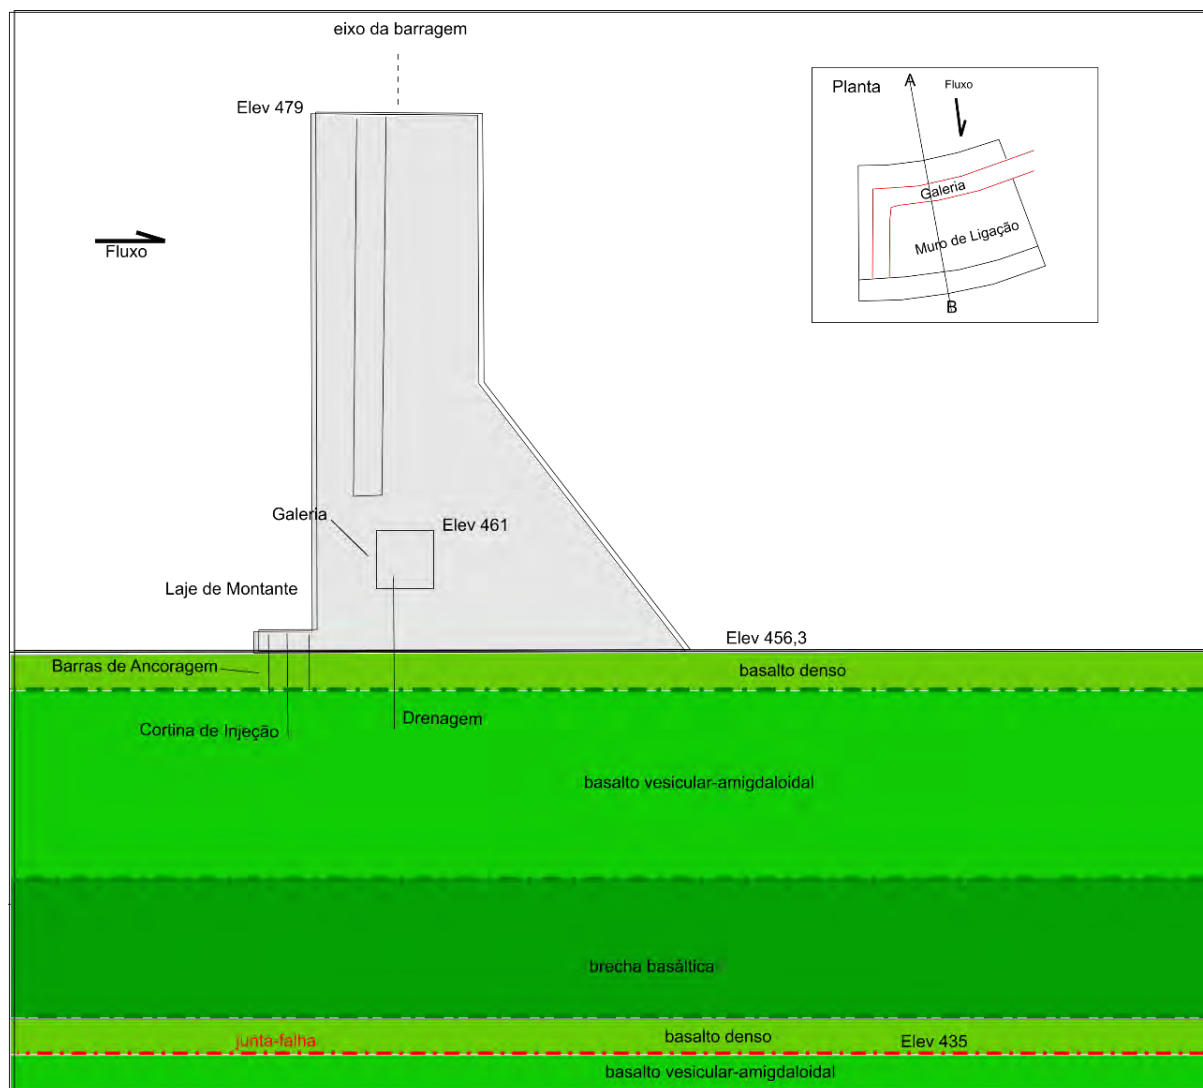 eixo da barragem
Elev 479
Planta
A
Fluxo
Galeria
Muro de Ligação
B
Fluxo
Galeria
Elev 461
Laje de Montante
Elev 456,3
Barras de Ancoragem
basalto denso
Drenagem
Cortina de Injeção
basalto vesicular-amigdaloidal
brecha basáltica
junta-falha
basalto denso
Elev 435
basalto vesicular-amigdaloidal